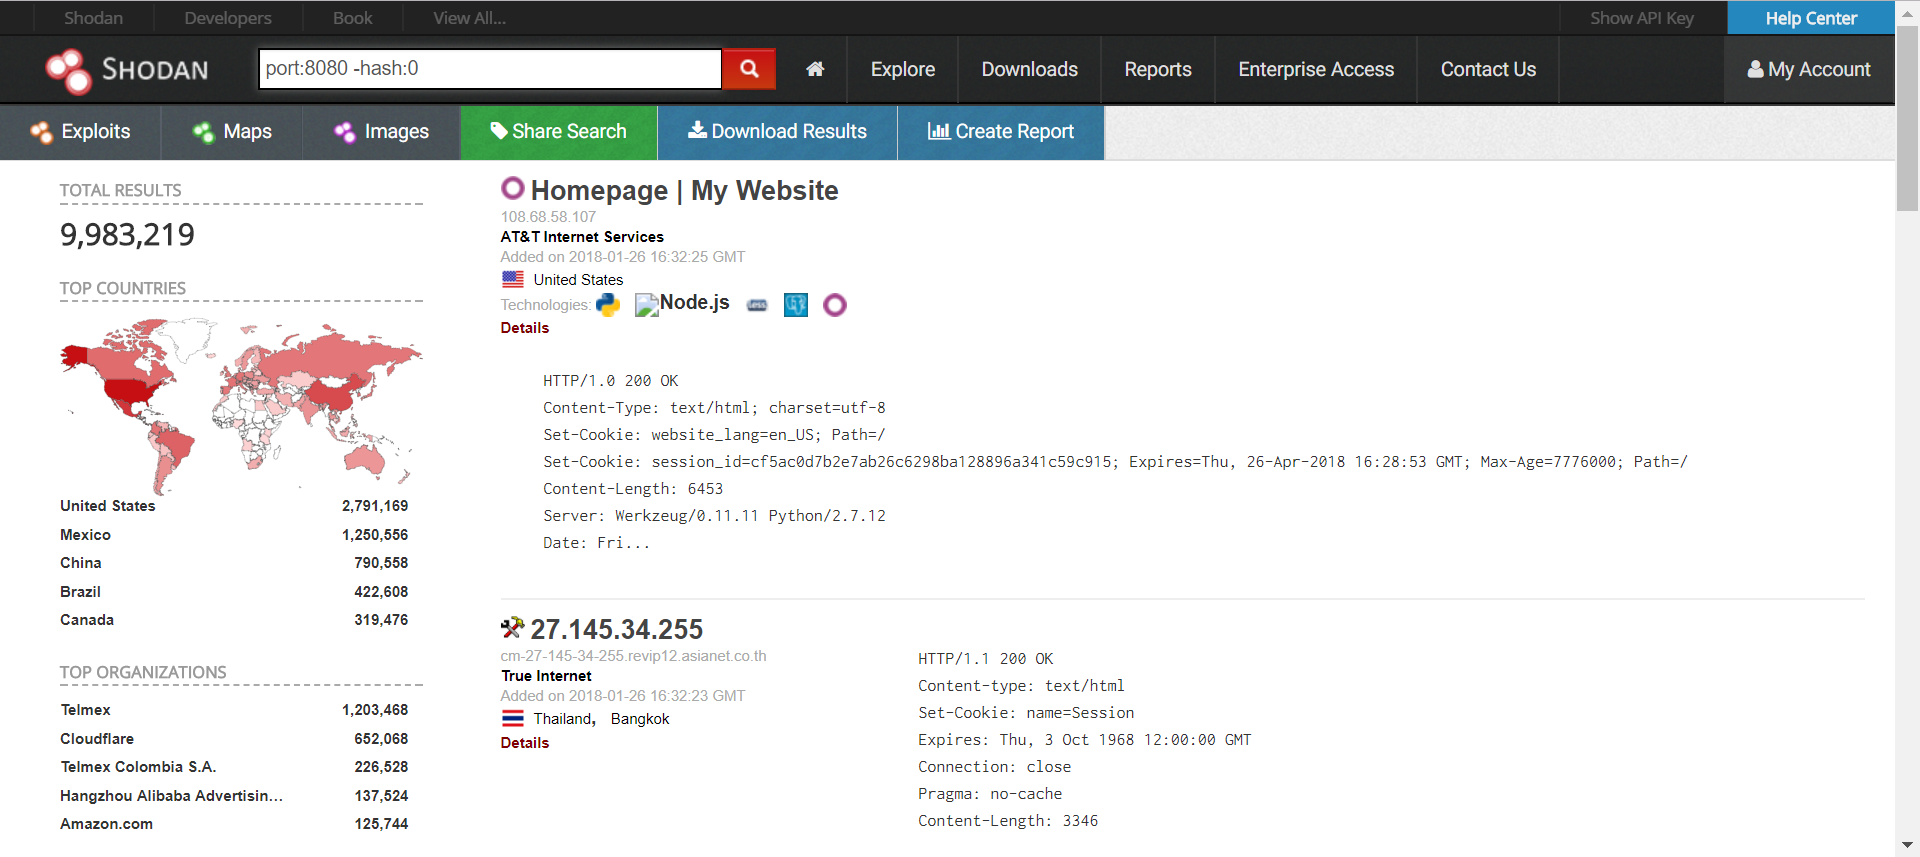 Shodan Developers Book View All... Show API Key Help Center
SHODAN port:8080 -hash:0 Explore Downloads Reports Enterprise Access Contact Us My Account
Exploits Maps Images Share Search Download Results Create Report
TOTAL RESULTS
9,983,219
TOP COUNTRIES
United States 2,791,169
Mexico 1,250,556
China 790,558
Brazil 422,608
Canada 319,476
TOP ORGANIZATIONS
Telmex 1,203,468
Cloudflare 652,068
Telmex Colombia S.A. 226,528
Hangzhou Alibaba Advertisin... 137,524
Amazon.com 125,744
Homepage | My Website
108.68.58.107
AT&T Internet Services
Added on 2018-01-26 16:32:25 GMT
United States
Technologies: Node.js less
Details
HTTP/1.0 200 OK
Content-Type: text/html; charset=utf-8
Set-Cookie: website_lang=en_US; Path=/
Set-Cookie: session_id=cf5ac0d7b2e7ab26c6298ba128896a341c59c915; Expires=Thu, 26-Apr-2018 16:28:53 GMT; Max-Age=7776000; Path=/
Content-Length: 6453
Server: Werkzeug/0.11.11 Python/2.7.12
Date: Fri...
27.145.34.255
cm-27-145-34-255.revip12.asianet.co.th
True Internet
Added on 2018-01-26 16:32:23 GMT
Thailand, Bangkok
Details
HTTP/1.1 200 OK
Content-type: text/html
Set-Cookie: name=Session
Expires: Thu, 3 Oct 1968 12:00:00 GMT
Connection: close
Pragma: no-cache
Content-Length: 3346